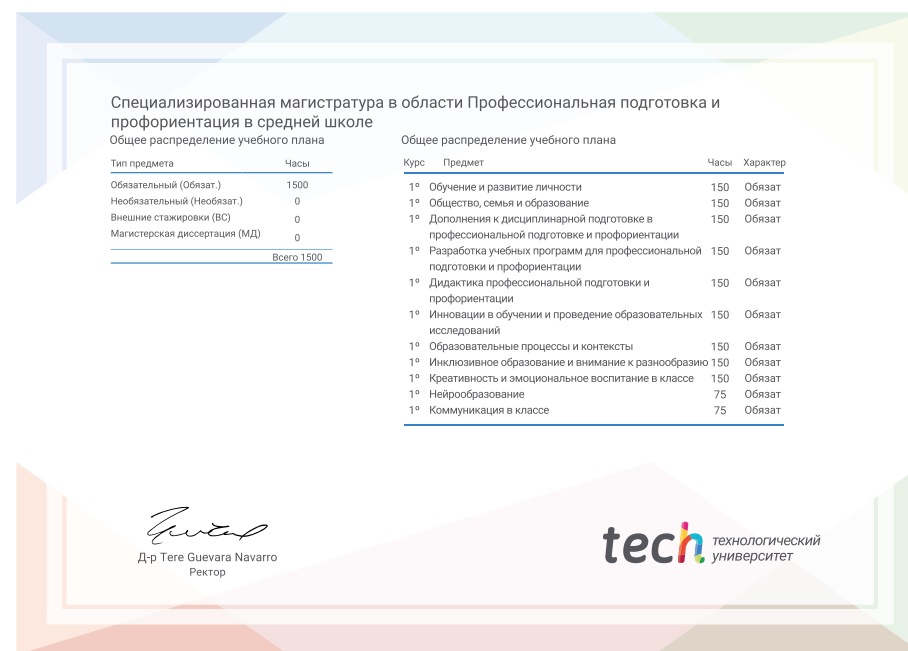 Специализированная магистратура в области Профессиональная подготовка и
профориентация в средней школе
Общее распределение учебного плана
Тип предмета Часы
Обязательный (Обязат.) 1500
Необязательный (Необязат.) 0
Внешние стажировки (ВС) 0
Магистерская диссертация (МД) 0
Всего 1500
Общее распределение учебного плана
Курс Предмет Часы Характер
1º Обучение и развитие личности 150 Обязат
1º Общество, семья и образование 150 Обязат
1º Дополнения к дисциплинарной подготовке в 150 Обязат
профессиональной подготовке и профориентации
1º Разработка учебных программ для профессиональной 150 Обязат
подготовки и профориентации
1º Дидактика профессиональной подготовки и 150 Обязат
профориентации
1º Инновации в обучении и проведение образовательных 150 Обязат
исследований
1º Образовательные процессы и контексты 150 Обязат
1º Инклюзивное образование и внимание к разнообразию 150 Обязат
1º Креативность и эмоциональное воспитание в классе 150 Обязат
1º Нейрообразование 75 Обязат
1º Коммуникация в классе 75 Обязат
Д-р Tere Guevara Navarro
Ректор
tech технологический
университет